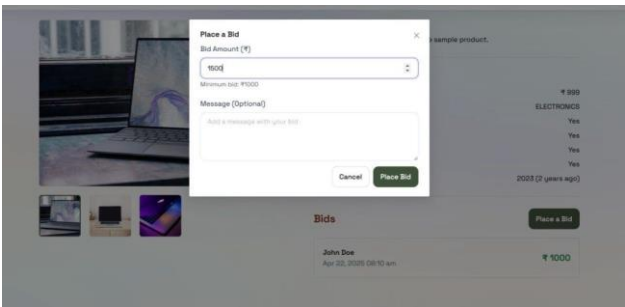 Place a Bid
×
Bid Amount (₹)
1500
Minimum bid: ₹1000
Message (Optional)
Add a message with your bid
Cancel
Place Bid
sample product.
₹ 999
ELECTRONICS
Yes
Yes
Yes
Yes
2023 (2 years ago)
Bids
Place a Bid
John Doe
Apr 22, 2025 08:10 am
₹ 1000